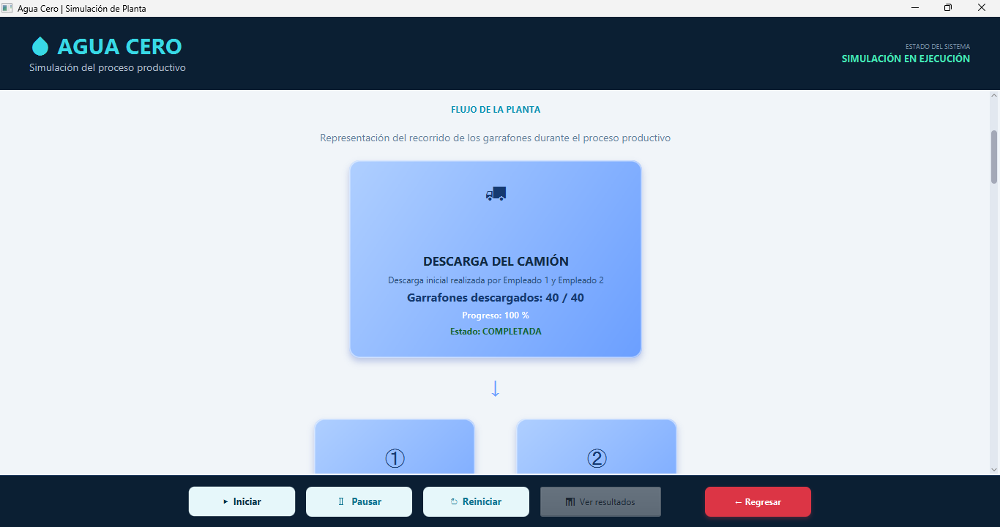 Agua Cero | Simulación de Planta
AGUA CERO
Simulación del proceso productivo
ESTADO DEL SISTEMA
SIMULACIÓN EN EJECUCIÓN
FLUJO DE LA PLANTA
Representación del recorrido de los garrafones durante el proceso productivo
DESCARGA DEL CAMIÓN
Descarga inicial realizada por Empleado 1 y Empleado 2
Garrafones descargados: 40 / 40
Progreso: 100 %
Estado: COMPLETADA
↓
① ②
Iniciar
Pausar
Reiniciar
Ver resultados
← Regresar